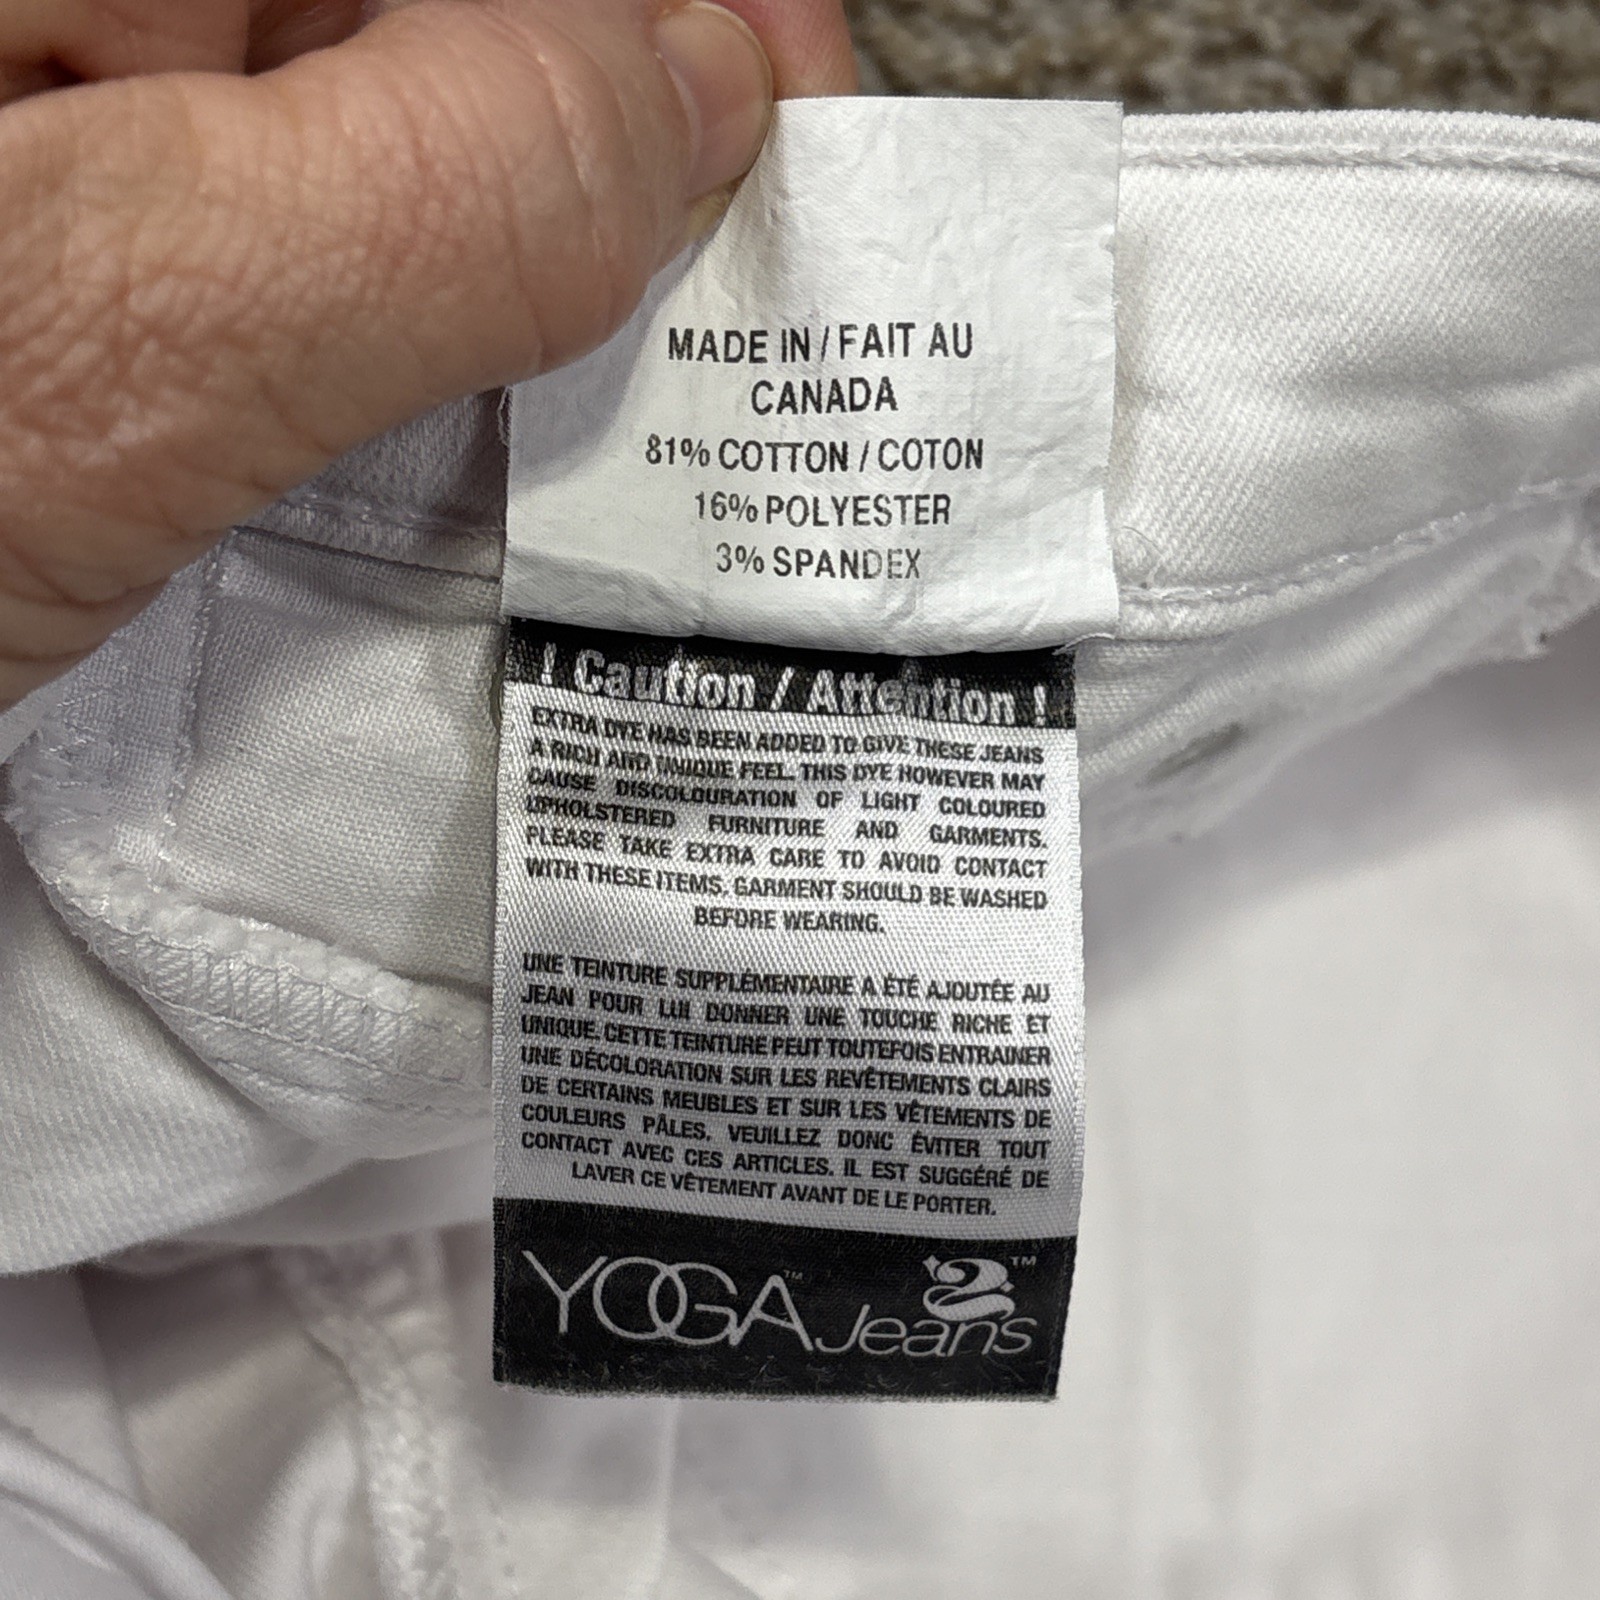 MADE IN / FAIT AU
CANADA
81% COTTON / COTON
16% POLYESTER
3% SPANDEX
! Caution / Attention !
EXTRA DYE HAS BEEN ADDED TO GIVE THESE JEANS
A RICH AND UNIQUE FEEL. THIS DYE HOWEVER MAY
CAUSE DISCOLOURATION OF LIGHT COLOURED
UPHOLSTERED FURNITURE AND GARMENTS.
PLEASE TAKE EXTRA CARE TO AVOID CONTACT
WITH THESE ITEMS. GARMENT SHOULD BE WASHED
BEFORE WEARING.
UNE TEINTURE SUPPLÉMENTAIRE A ÉTÉ AJOUTÉE AU
JEAN POUR LUI DONNER UNE TOUCHE RICHE ET
UNIQUE. CETTE TEINTURE PEUT TOUTEFOIS ENTRAINER
UNE DÉCOLORATION SUR LES REVÊTEMENTS CLAIRS
DE CERTAINS MEUBLES ET SUR LES VÊTEMENTS DE
COULEURS PÂLES. VEUILLEZ DONC ÉVITER TOUT
CONTACT AVEC CES ARTICLES. IL EST SUGGÉRÉ DE
LAVER CE VÊTEMENT AVANT DE LE PORTER.
YOGA™ Jeans 2™